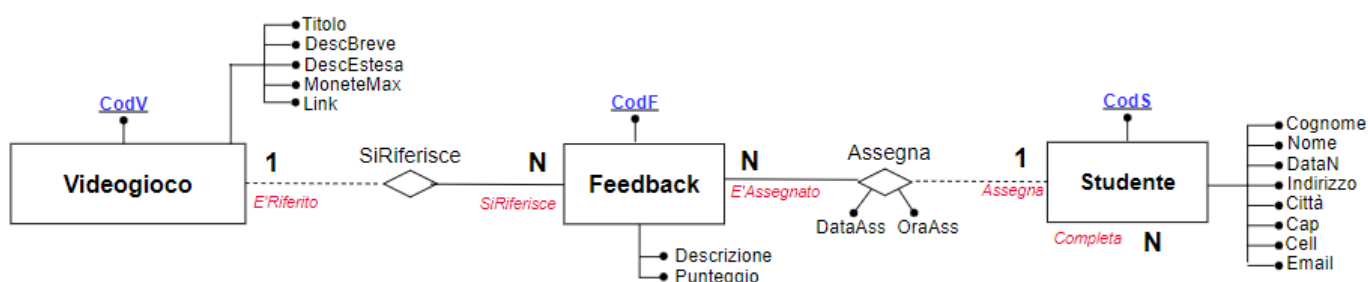 Titolo
DescBreve
DescEstesa
MoneteMax
Link
CodV
Videogioco
1
E'Riferito
SiRiferisce
N
SiRiferisce
CodF
Feedback
Descrizione
Punteggio
N
E'Assegnato
Assegna
DataAss OraAss
1
Assegna
CodS
Studente
Completa N
Cognome
Nome
DataN
Indirizzo
Città
Cap
Cell
Email